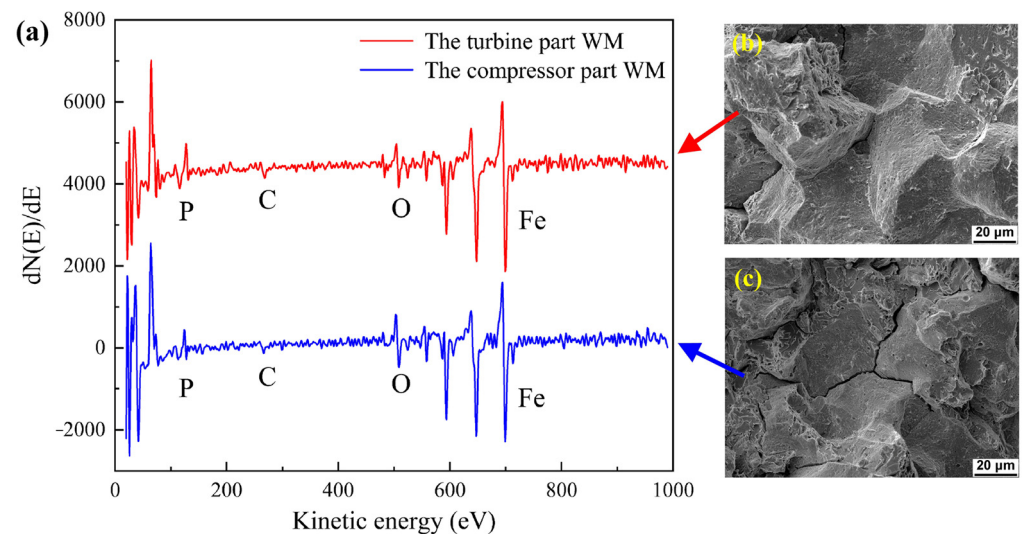 (a)
8000
6000
4000
2000
0
−2000
dN(E)/dE
The turbine part WM
The compressor part WM
P
C
O
Fe
P
C
O
Fe
0
200
400
600
800
1000
Kinetic energy (eV)
(b)
20 μm
(c)
20 μm